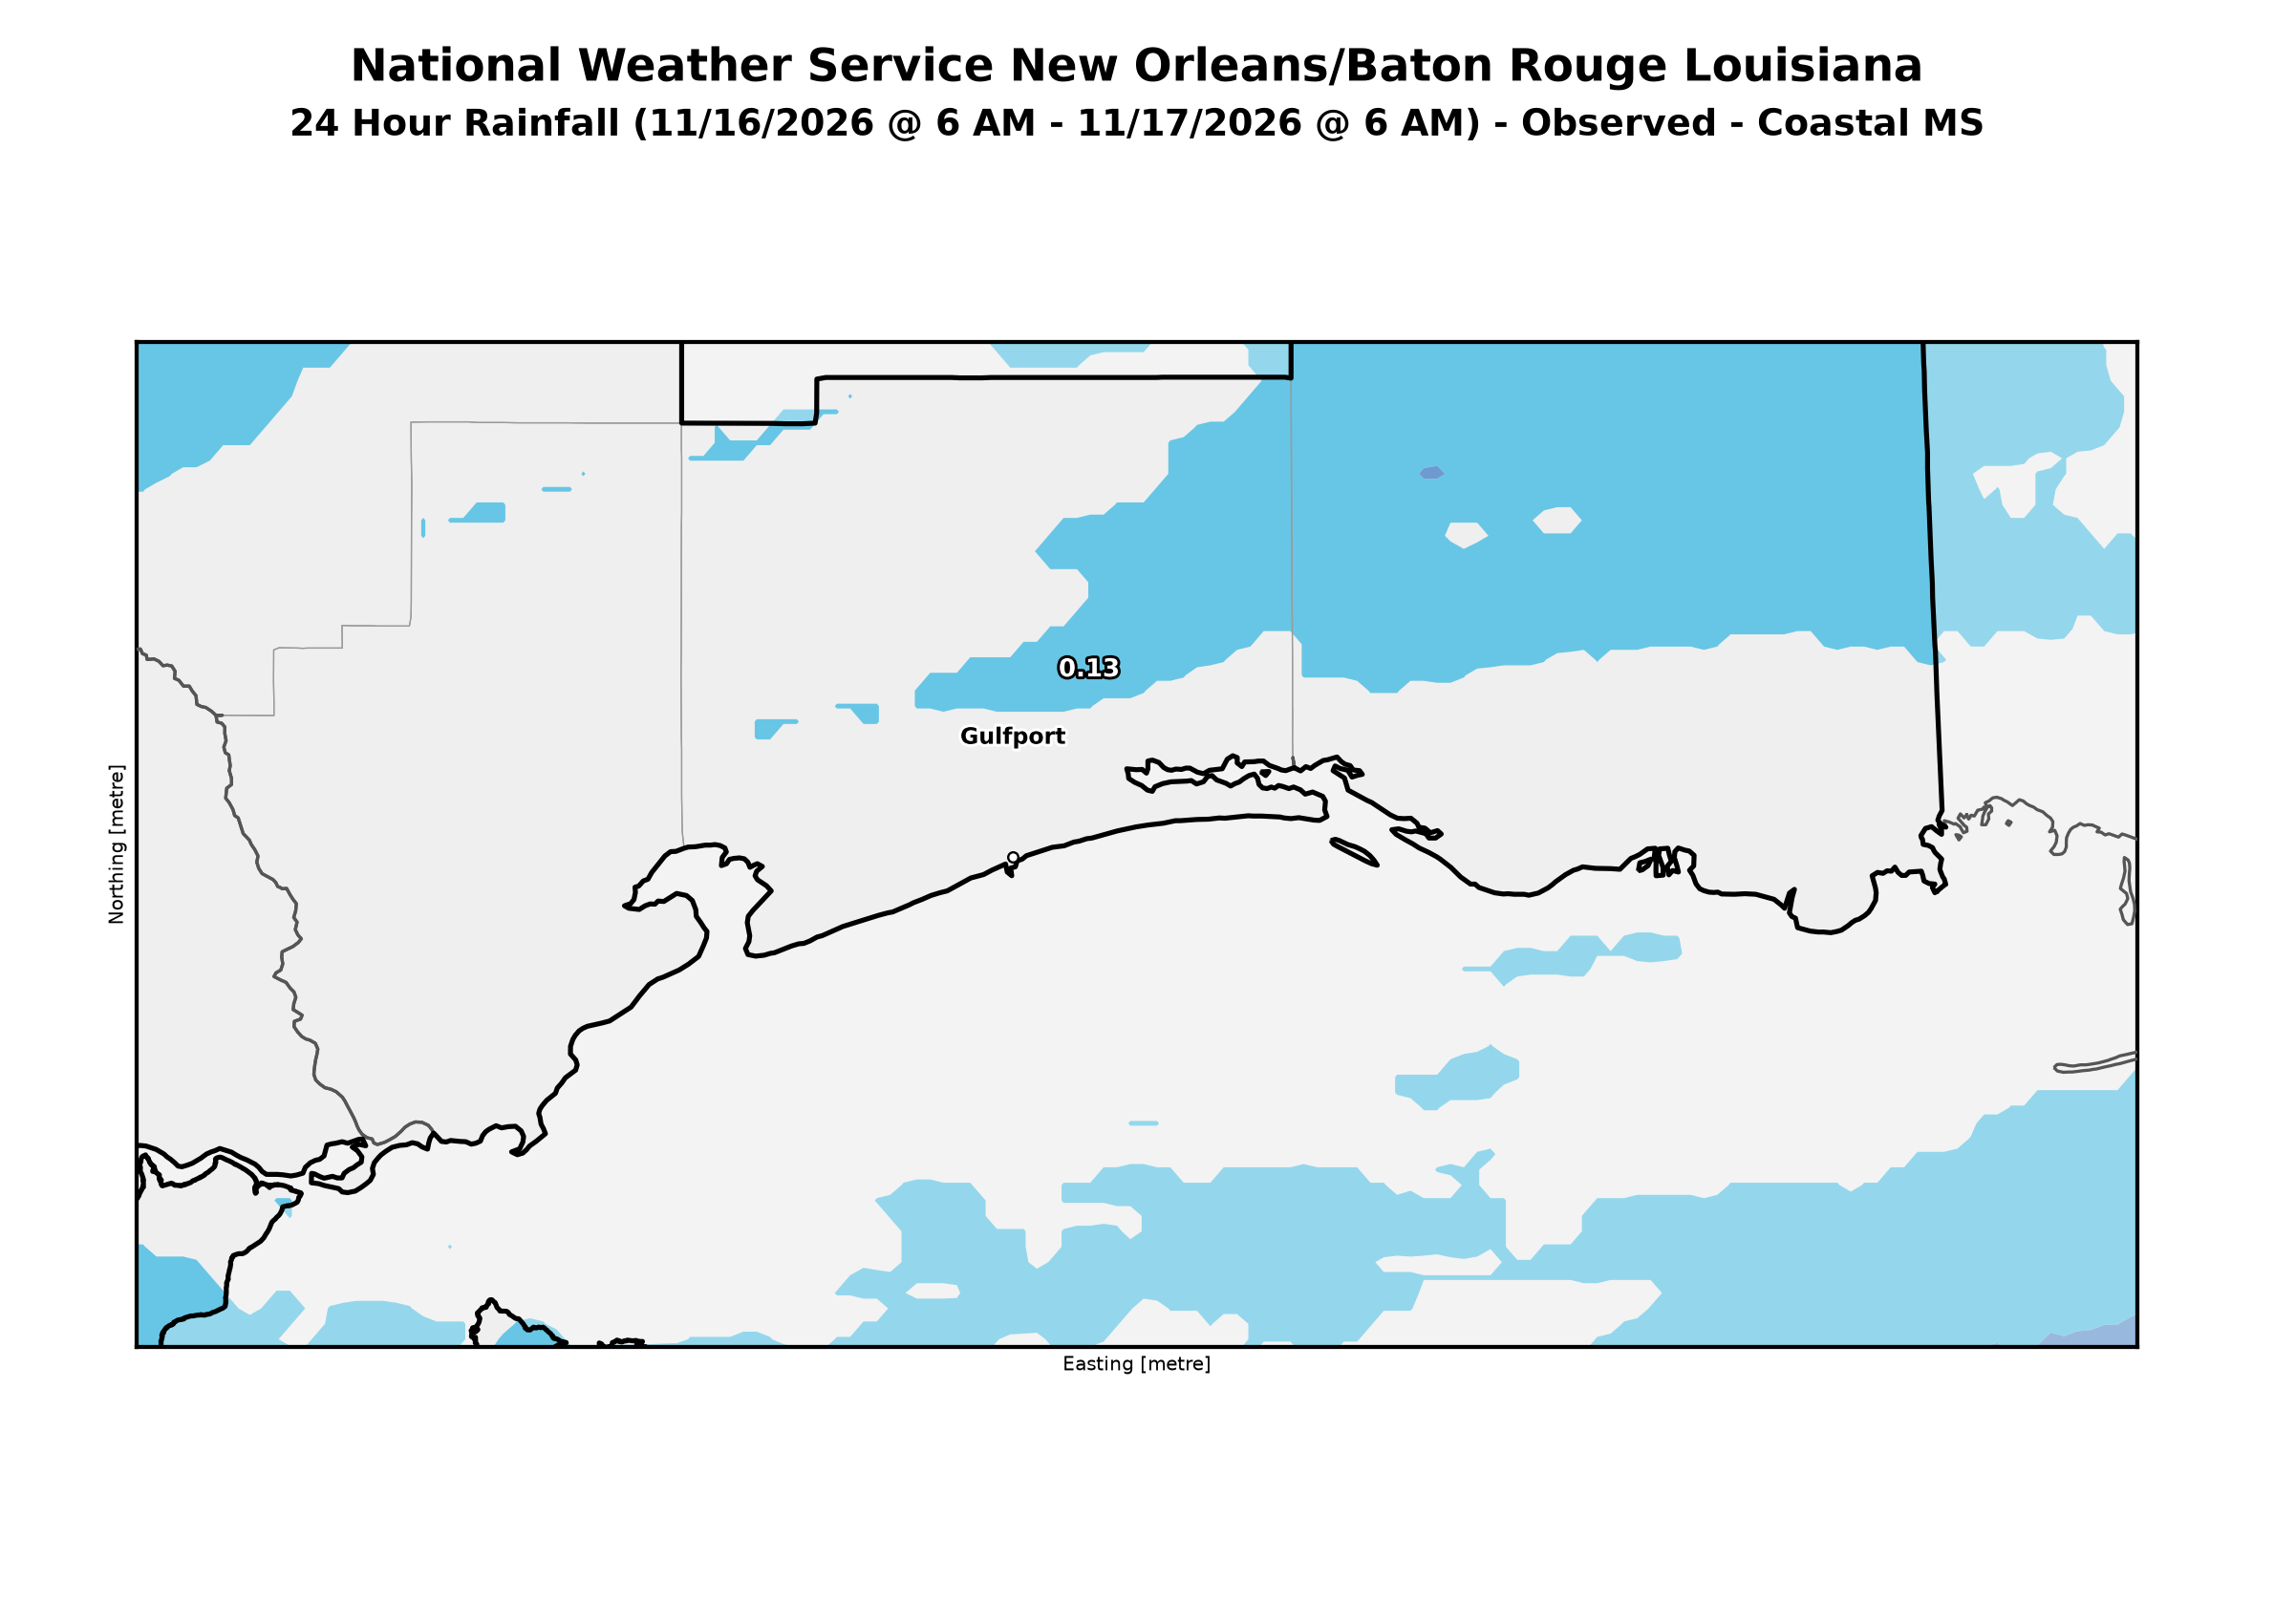 National Weather Service New Orleans/Baton Rouge Louisiana
24 Hour Rainfall (11/16/2026 @ 6 AM - 11/17/2026 @ 6 AM) - Observed - Coastal MS
0.13
Gulfport
Northing [metre]
Easting [metre]